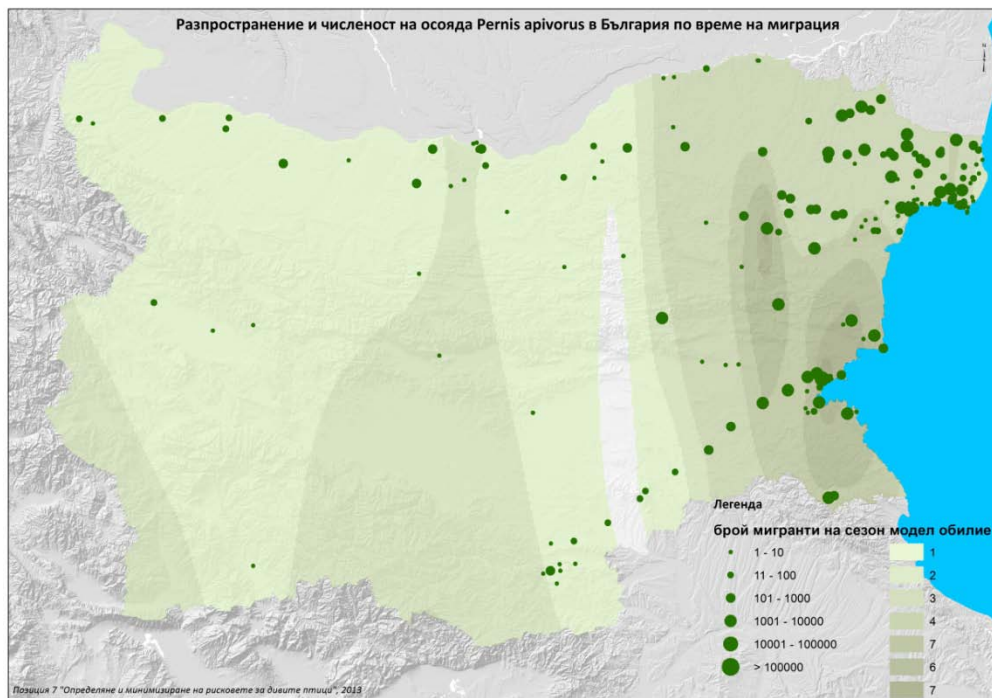 Разпространение и численост на осояда Pernis apivorus в България по време на миграция
N
Легенда
брой мигранти на сезон модел обилие
1 - 10 1
11 - 100 2
101 - 1000 3
1001 - 10000 4
10001 - 100000 7
> 100000 6
7
Позиция 7 "Определяне и минимизиране на рисковете за дивите птици", 2013